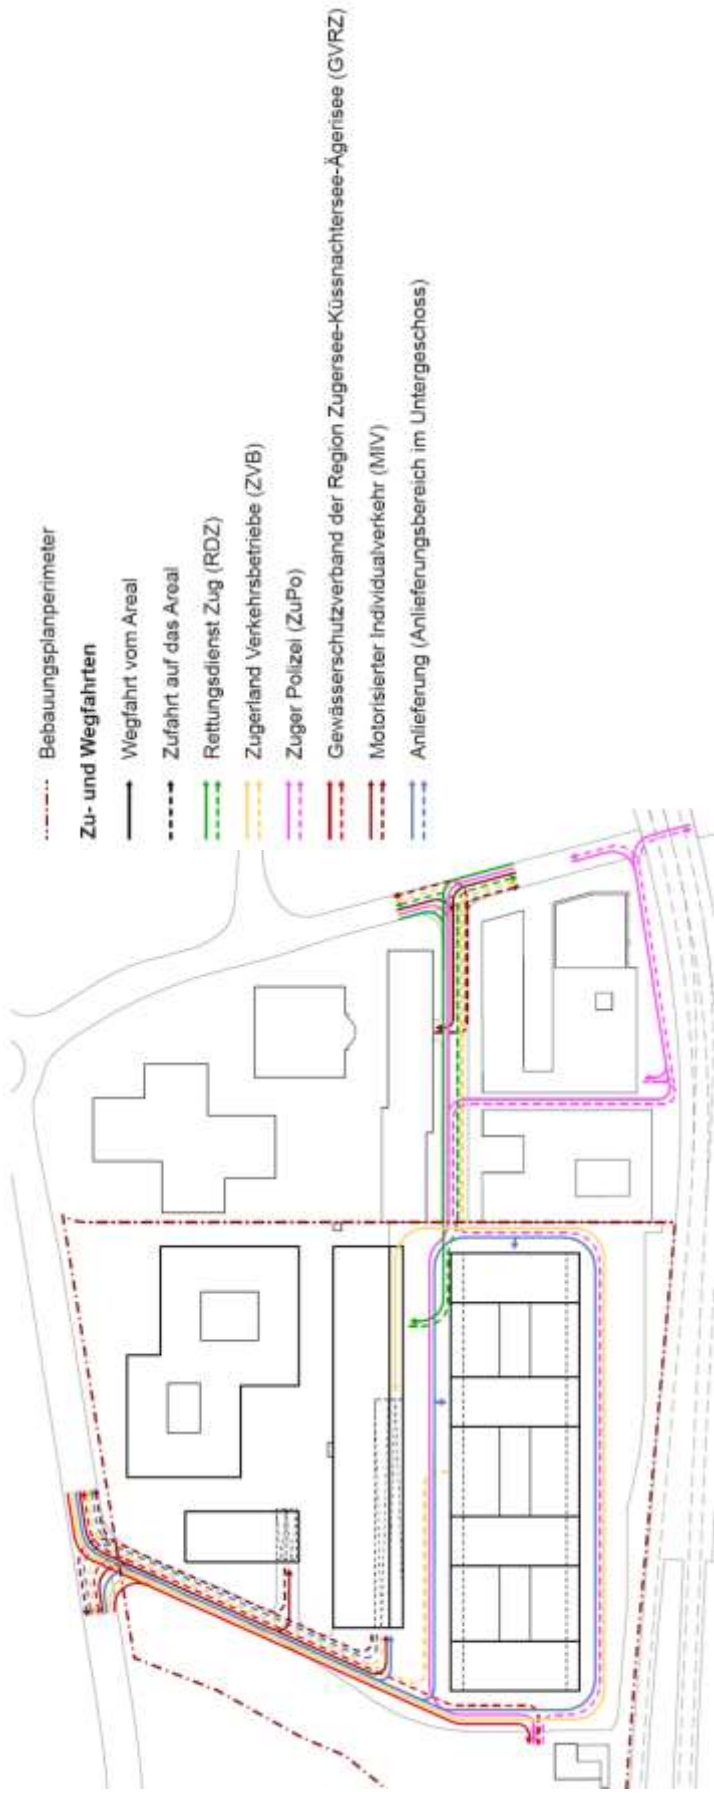 Bebauungsplanperimeter
Zu- und Wegfahrten
Wegfahrt vom Areal
Zufahrt auf das Areal
Rettungsdienst Zug (RDZ)
Zugerland Verkehrsbetriebe (ZVB)
Zuger Polizei (ZuPo)
Gewässerschutzverband der Region Zugersee-Küssnachtersee-Ägerisee (GVRZ)
Motorisierter Individualverkehr (MIV)
Anlieferung (Anlieferungsbereich im Untergeschoss)